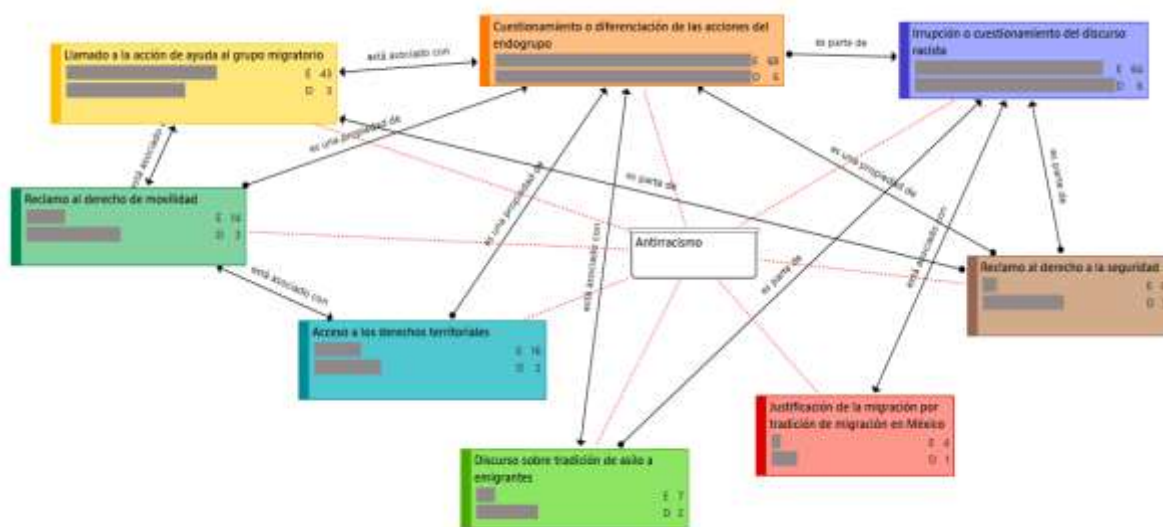 Cuestionamiento o diferenciación de las acciones del
endogrupo
E
D 6
Irrupción o cuestionamiento del discurso
racista
E
D 6
Llamado a la acción de ayuda al grupo migratorio
E 43
D 3
está asociado con
es parte de
está asociado
es una propiedad de
Reclamo al derecho de movilidad
E
D 3
es parte de
es una propiedad de
es parte de
es una propiedad de
Antirracismo
está asociado con
está asociado con
es parte de
está asociado con
Reclamo al derecho a la seguridad
E
D
Acceso a los derechos territoriales
E 16
D 2
Justificación de la migración por
tradición de migración en México
E
D 1
Discurso sobre tradición de asilo a
emigrantes
E 7
D 2